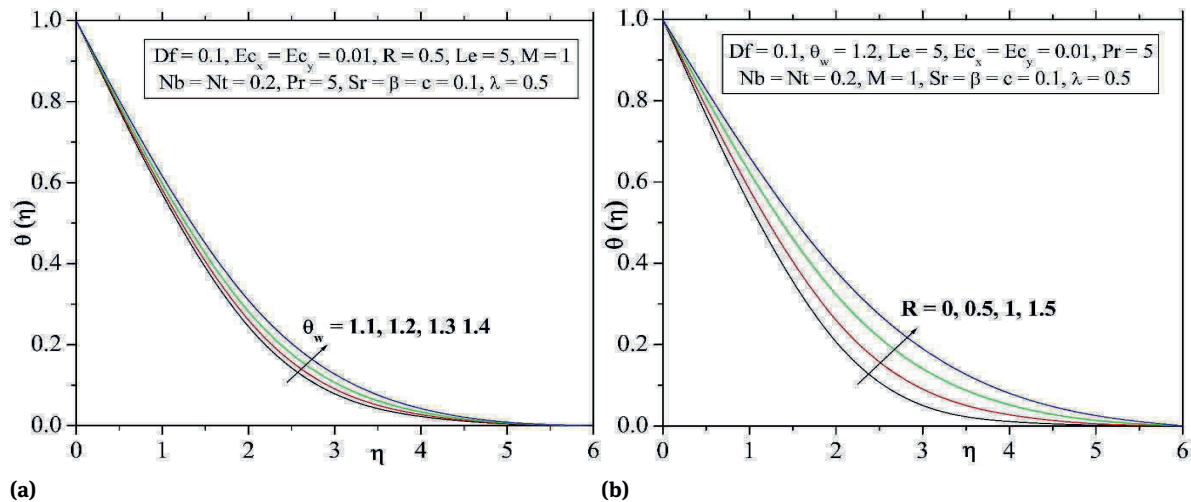 Df = 0.1, Ec_x = Ec_y = 0.01, R = 0.5, Le = 5, M = 1
Nb = Nt = 0.2, Pr = 5, Sr = β = c = 0.1, λ = 0.5
1.0
0.8
0.6
0.4
0.2
0.0
θ (η)
θ_w = 1.1, 1.2, 1.3 1.4
0 1 2 3 4 5 6
η
(a)
Df = 0.1, θ_w = 1.2, Le = 5, Ec_x = Ec_y = 0.01, Pr = 5
Nb = Nt = 0.2, M = 1, Sr = β = c = 0.1, λ = 0.5
1.0
0.8
0.6
0.4
0.2
0.0
θ (η)
R = 0, 0.5, 1, 1.5
0 1 2 3 4 5 6
η
(b)